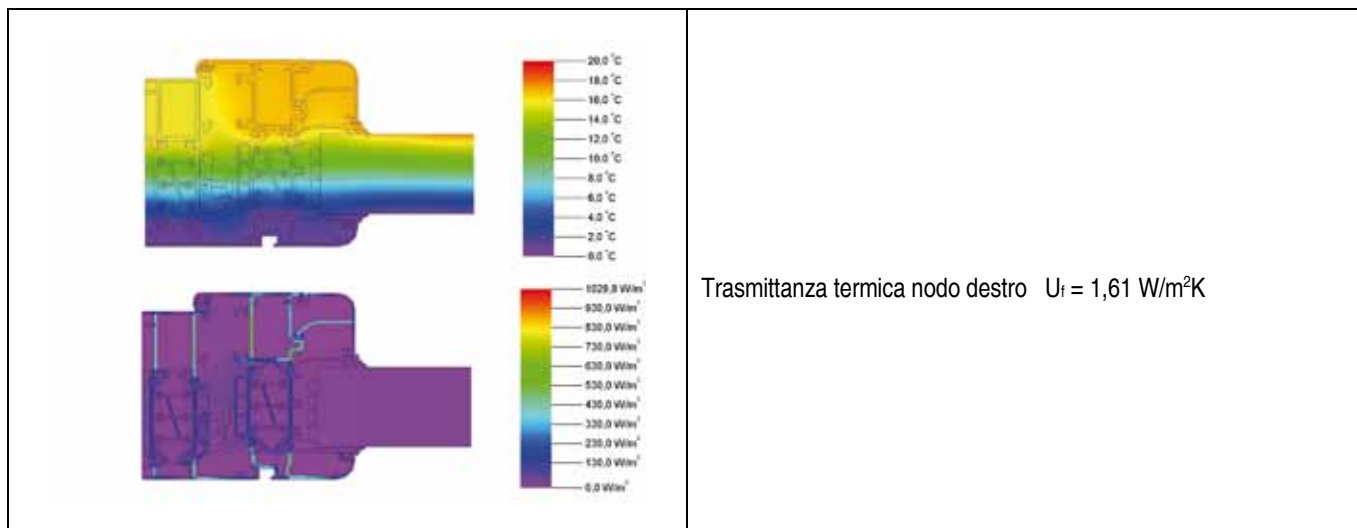 20.0 °C
18.0 °C
16.0 °C
14.0 °C
12.0 °C
10.0 °C
8.0 °C
6.0 °C
4.0 °C
2.0 °C
0.0 °C
1029,8 W/m²
930,0 W/m²
830,0 W/m²
730,0 W/m²
630,0 W/m²
530,0 W/m²
430,0 W/m²
330,0 W/m²
230,0 W/m²
130,0 W/m²
0,0 W/m²
Trasmittanza termica nodo destro Uf = 1,61 W/m²K